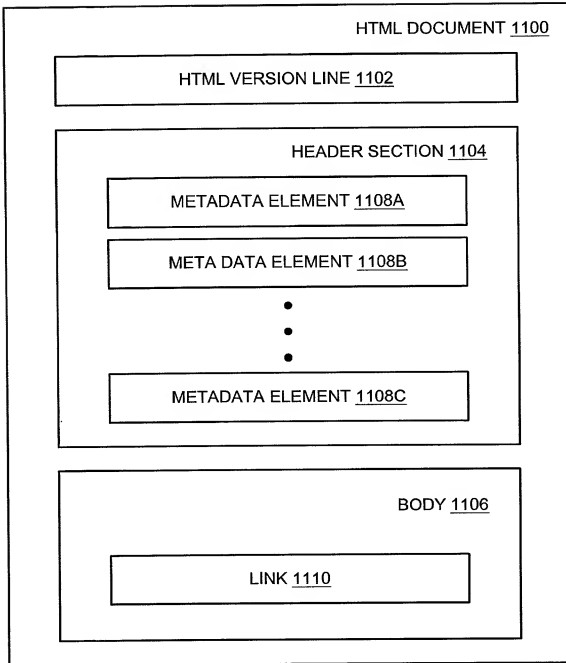 HTML DOCUMENT 1100
HTML VERSION LINE 1102
HEADER SECTION 1104
METADATA ELEMENT 1108A
META DATA ELEMENT 1108B
METADATA ELEMENT 1108C
BODY 1106
LINK 1110